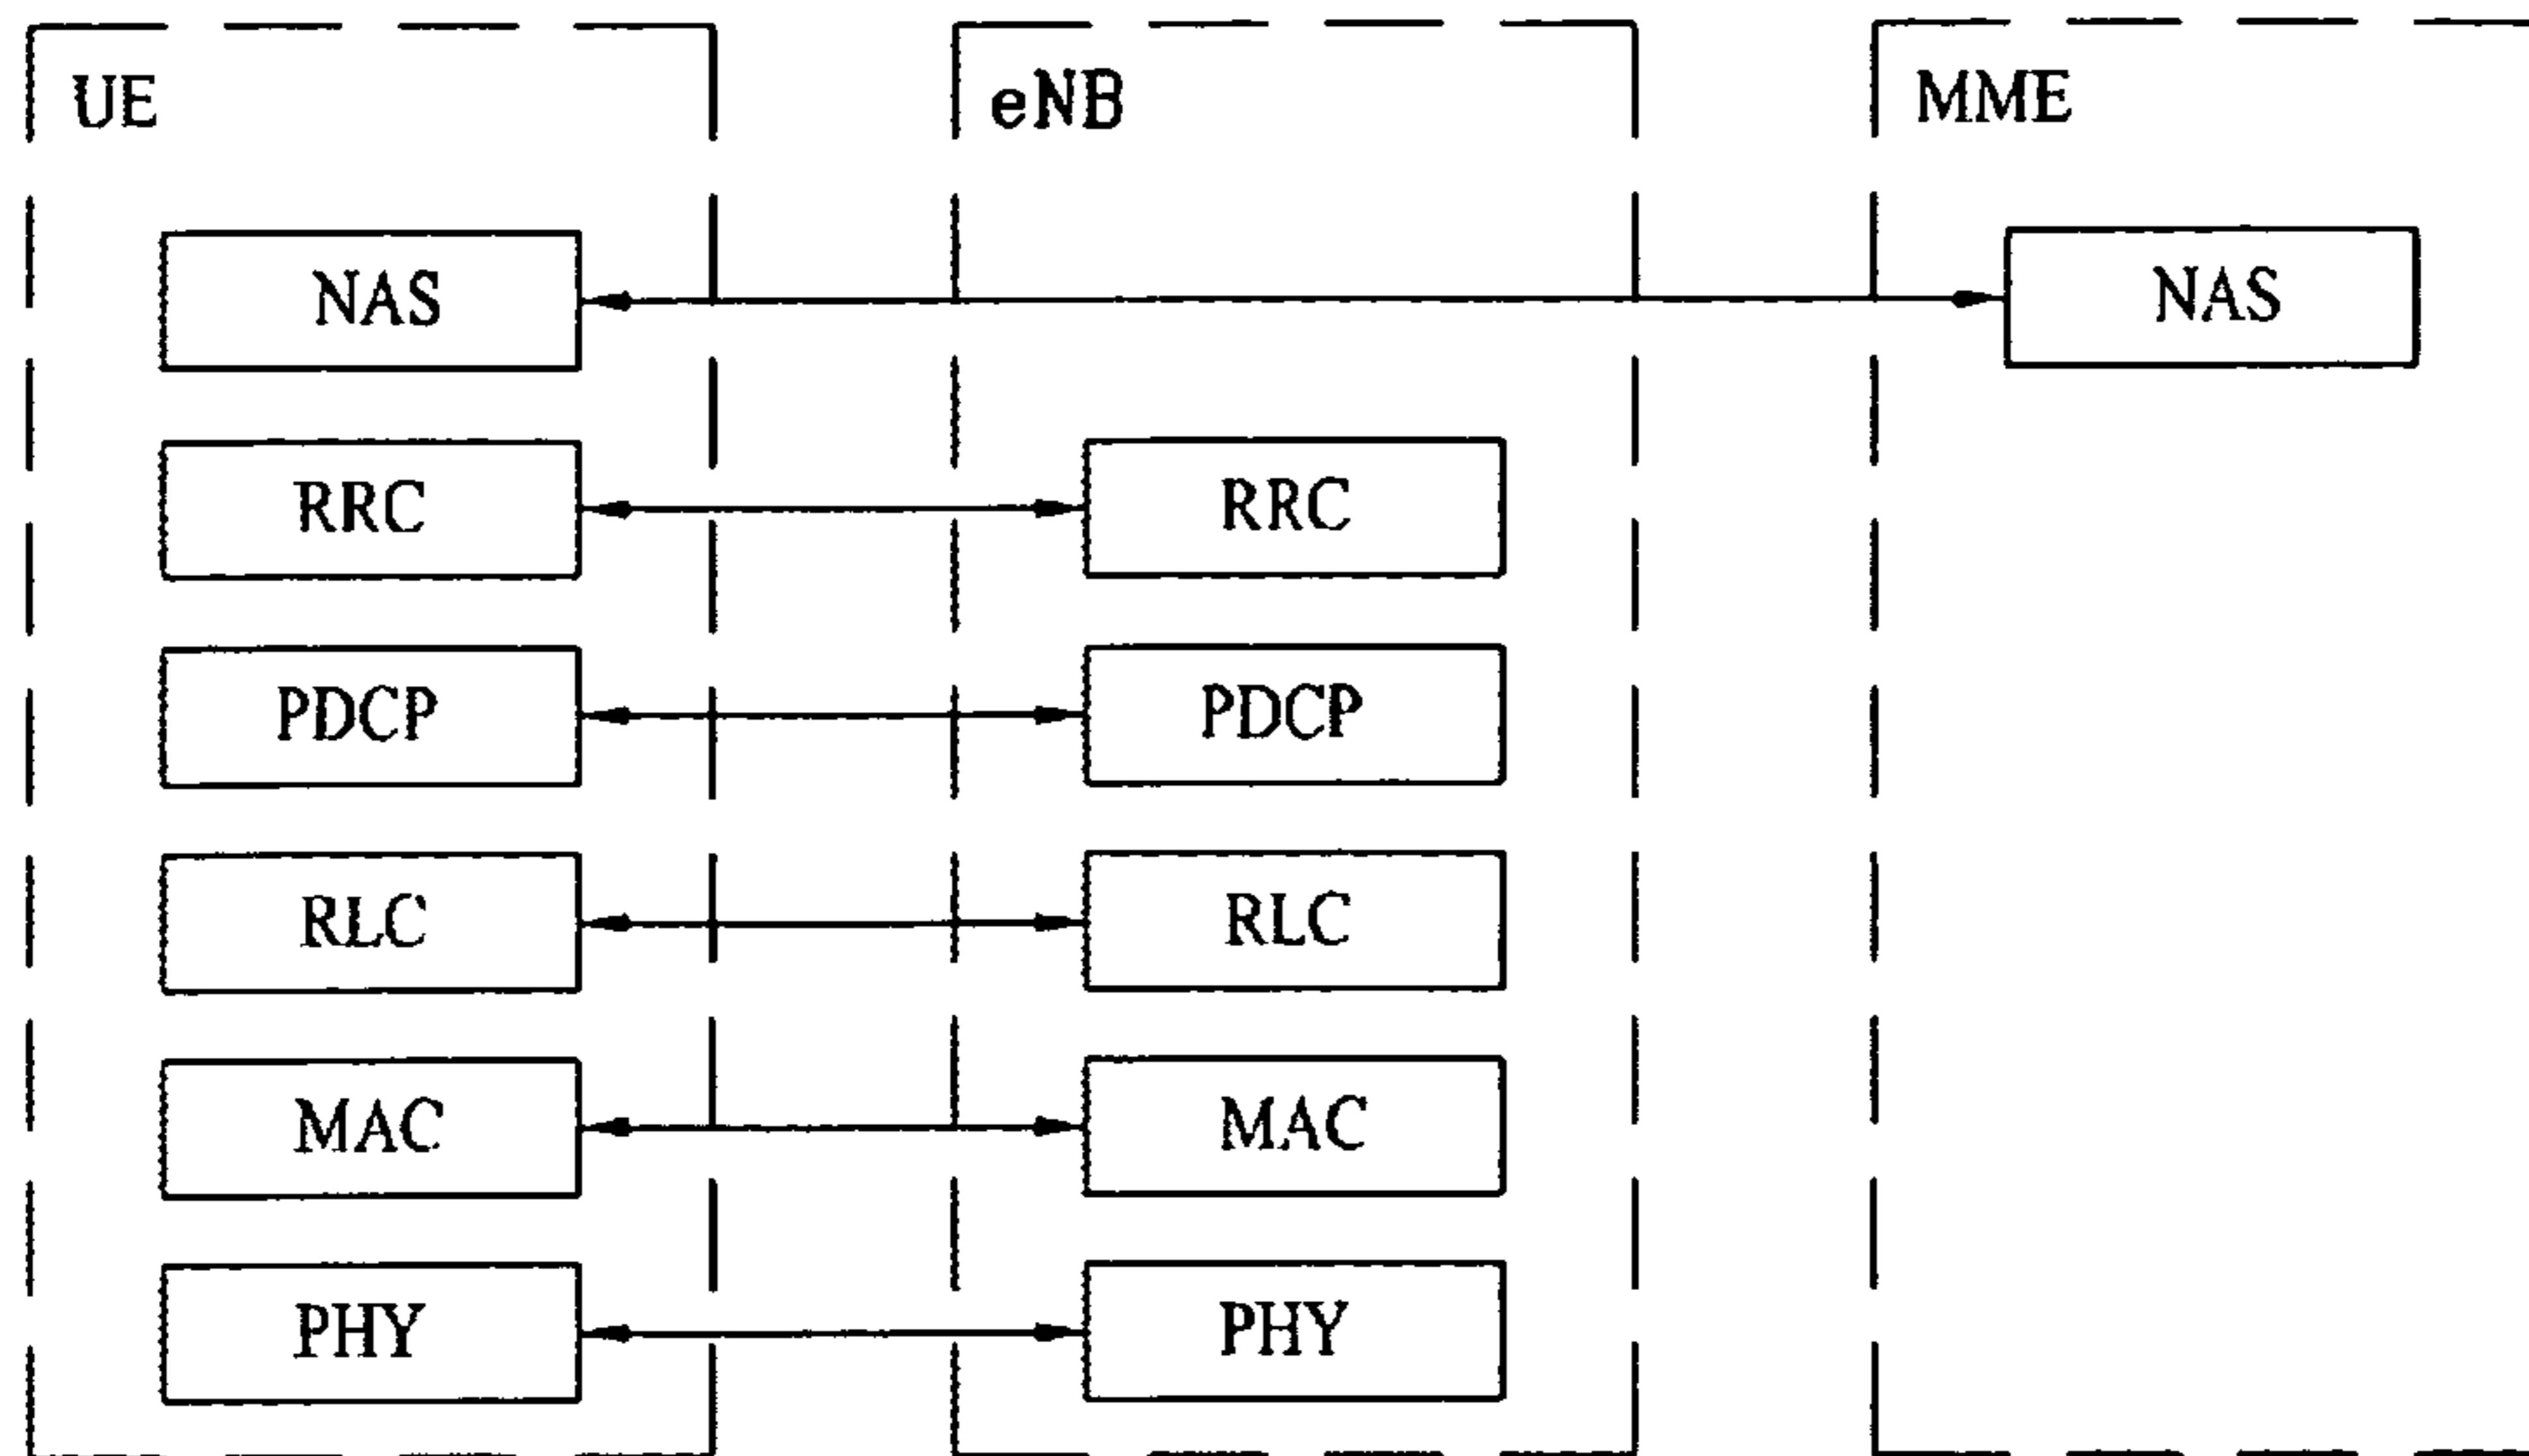 UE eNB MME
NAS NAS
RRC RRC
PDCP PDCP
RLC RLC
MAC MAC
PHY PHY